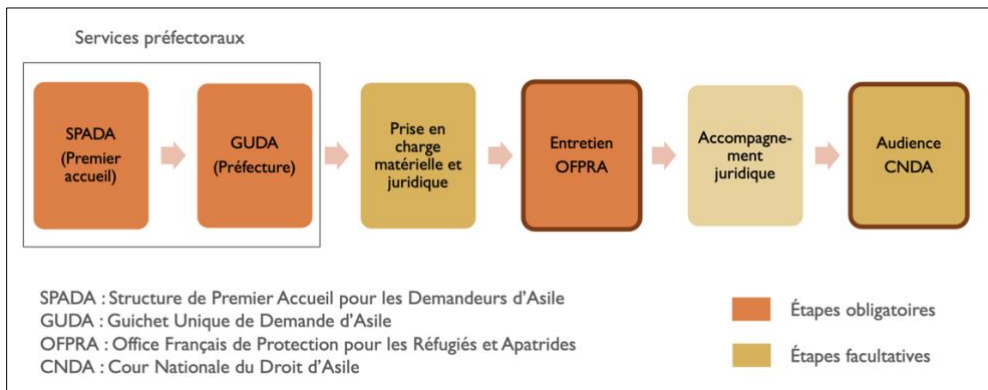 Services préfectoraux
SPADA
(Premier
accueil)
GUDA
(Préfecture)
Prise en
charge
matérielle et
juridique
Entretien
OFPRA
Accompagne-
ment
juridique
Audience
CNDA
SPADA : Structure de Premier Accueil pour les Demandeurs d'Asile
GUDA : Guichet Unique de Demande d'Asile
OFPRA : Office Français de Protection pour les Réfugiés et Apatrides
CNDA : Cour Nationale du Droit d'Asile
Étapes obligatoires
Étapes facultatives